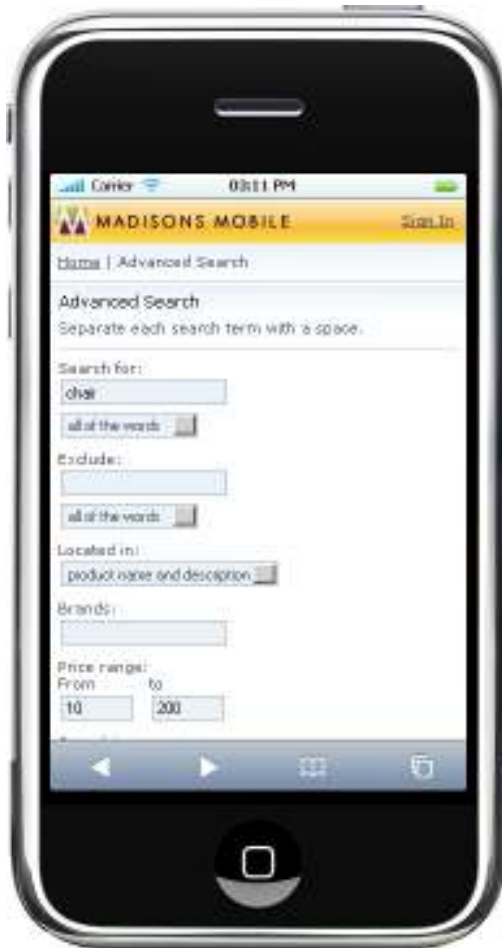 Carrier 03:11 PM
MADISONS MOBILE Sign In
Home | Advanced Search
Advanced Search
Separate each search term with a space.
Search for:
chair
all of the words
Exclude:
all of the words
Located in:
product name and description
Brands:
Price range:
From to
10 200